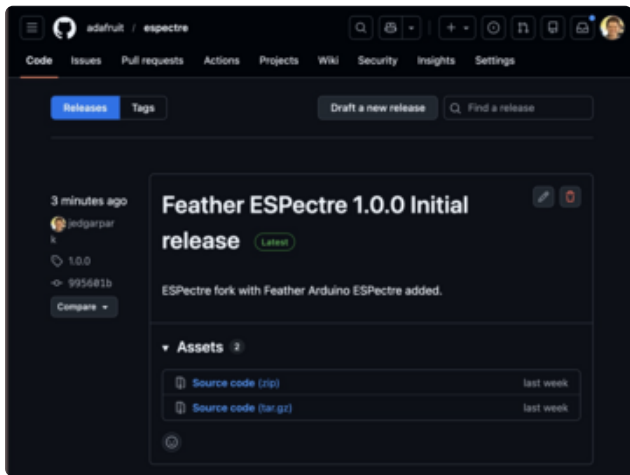 adafruit / espectre
Code Issues Pull requests Actions Projects Wiki Security Insights Settings
Releases Tags Draft a new release Find a release
3 minutes ago
jedgarpar
k
1.0.0
995601b
Compare
Feather ESPectre 1.0.0 Initial
release Latest
ESPectre fork with Feather Arduino ESPectre added.
Assets 2
Source code (zip) last week
Source code (tar.gz) last week